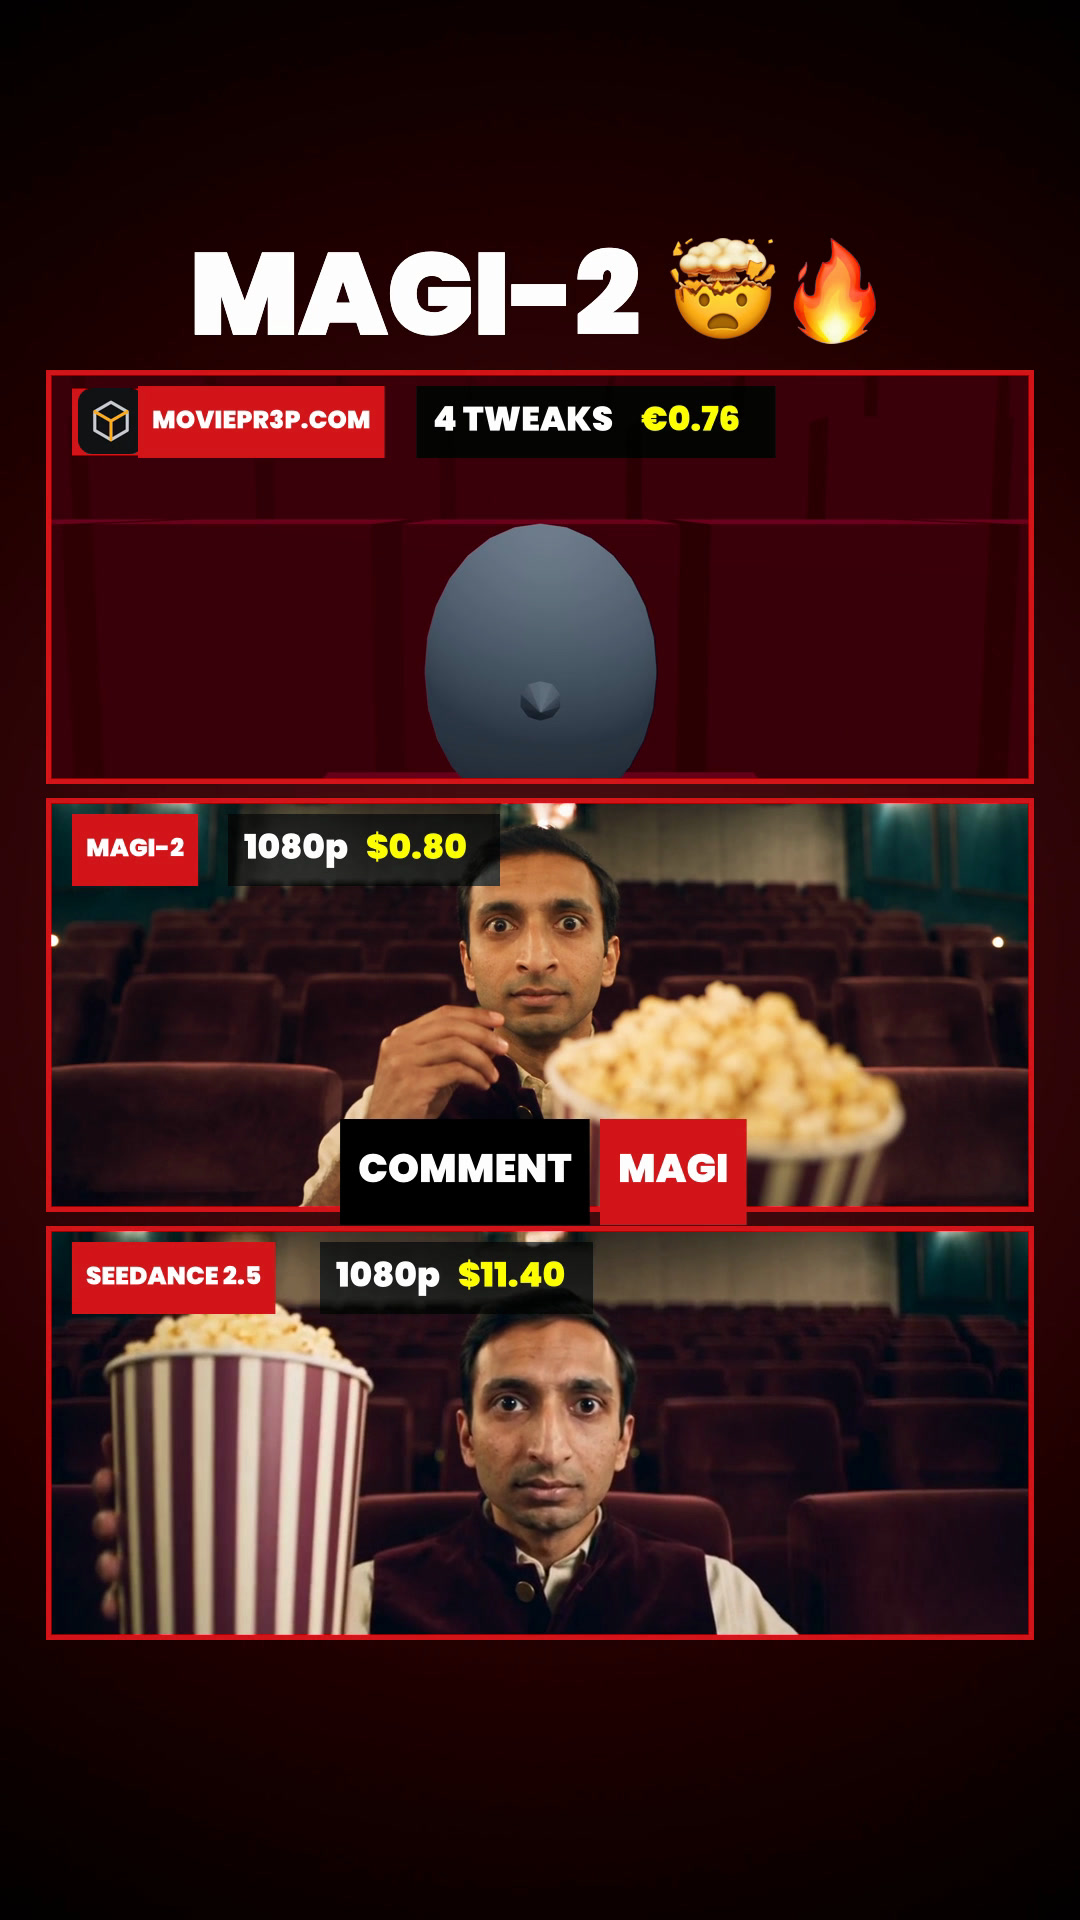 MAGI-2 🤯🔥
MOVIEPR3P.COM 4 TWEAKS €0.76
MAGI-2 1080p $0.80
COMMENT MAGI
SEEDANCE 2.5 1080p $11.40